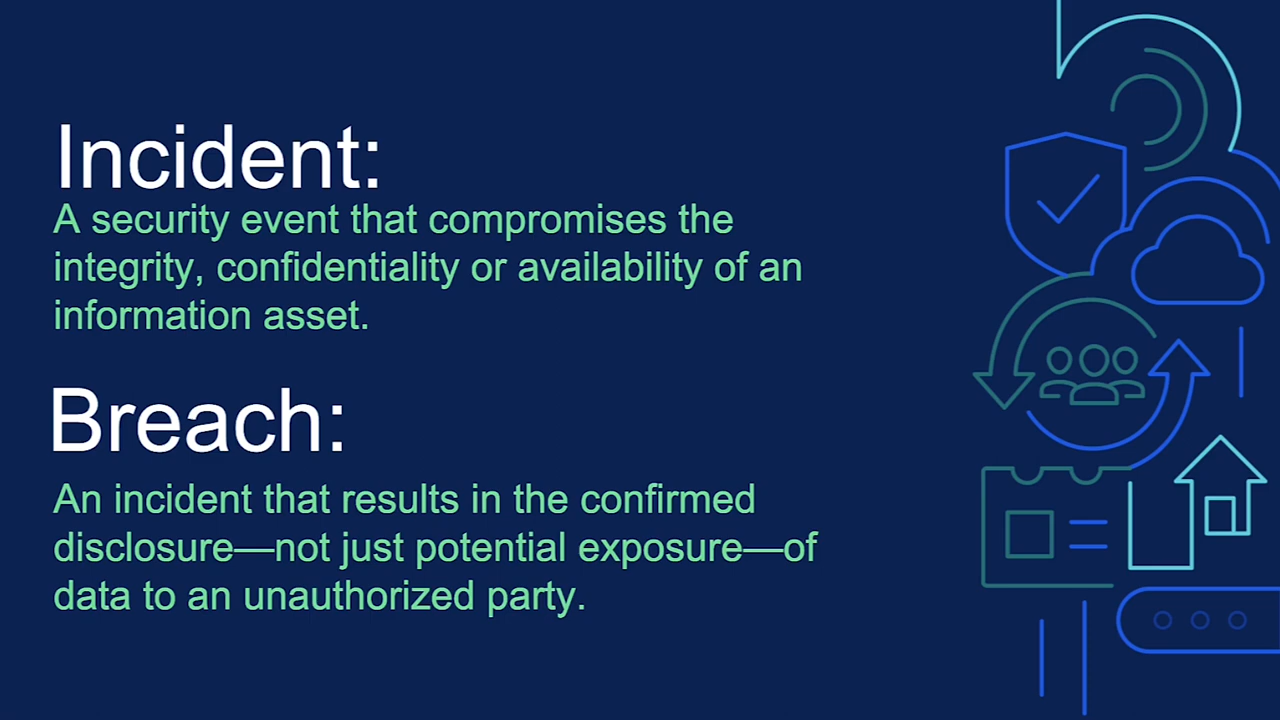 Incident:
A security event that compromises the
integrity, confidentiality or availability of an
information asset.
Breach:
An incident that results in the confirmed
disclosure—not just potential exposure—of
data to an unauthorized party.